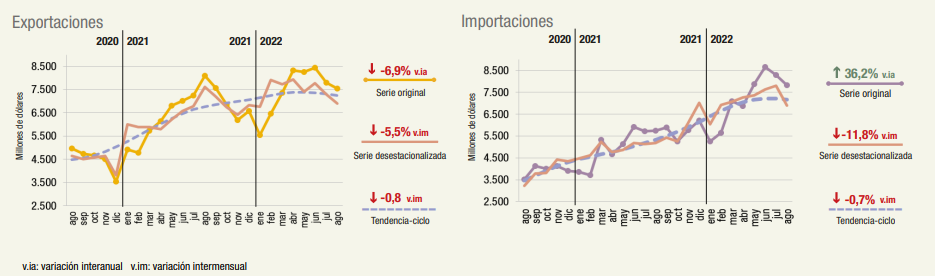 Exportaciones
2020 2021 2021 2022
Millones de dólares
8.500
7.500
6.500
5.500
4.500
3.500
2.500
ago sep oct nov dic ene feb mar abr may jun jul ago sep oct nov dic ene feb mar abr may jun jul ago
-6,9% v.ia
Serie original
-5,5% v.im
Serie desestacionalizada
-0,8 v.im
Tendencia-ciclo
Importaciones
2020 2021 2021 2022
Millones de dólares
8.500
7.500
6.500
5.500
4.500
3.500
2.500
ago sep oct nov dic ene feb mar abr may jun jul ago sep oct nov dic ene feb mar abr may jun jul ago
36,2% v.ia
Serie original
-11,8% v.im
Serie desestacionalizada
-0,7% v.im
Tendencia-ciclo
v.ia: variación interanual v.im: variación intermensual